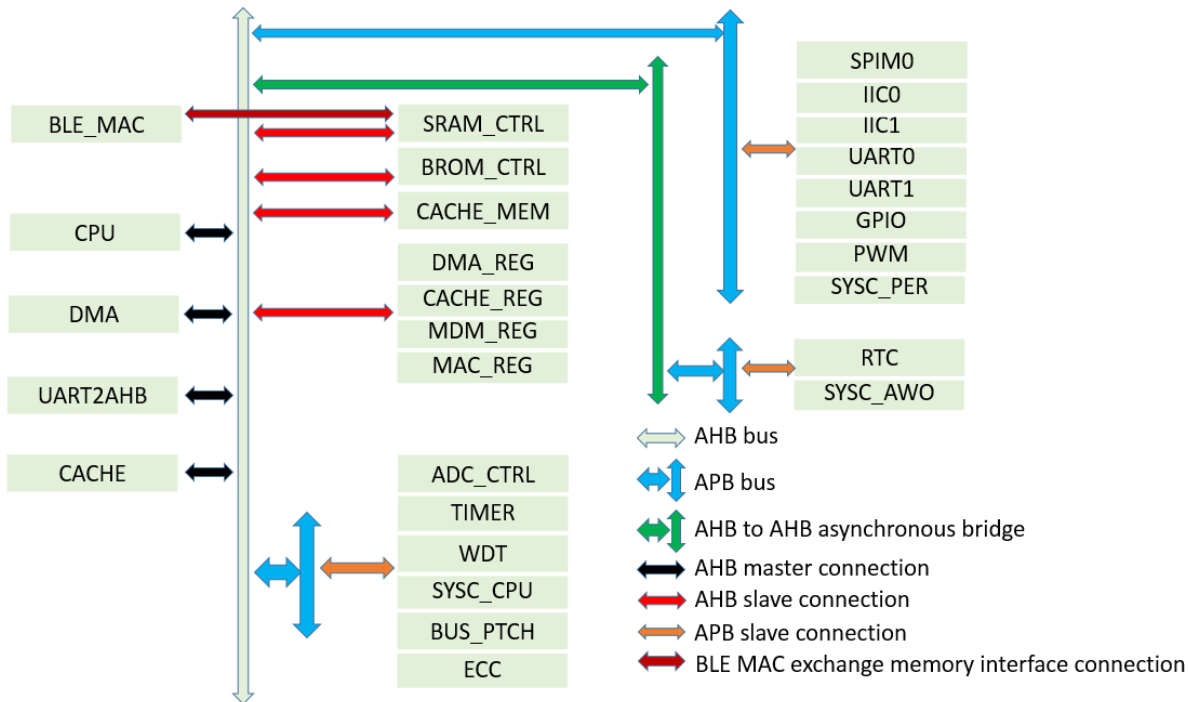 BLE_MAC
CPU
DMA
UART2AHB
CACHE
SRAM_CTRL
BROM_CTRL
CACHE_MEM
DMA_REG
CACHE_REG
MDM_REG
MAC_REG
ADC_CTRL
TIMER
WDT
SYSC_CPU
BUS_PTCH
ECC
SPIM0
IIC0
IIC1
UART0
UART1
GPIO
PWM
SYSC_PER
RTC
SYSC_AWO
AHB bus
APB bus
AHB to AHB asynchronous bridge
AHB master connection
AHB slave connection
APB slave connection
BLE MAC exchange memory interface connection